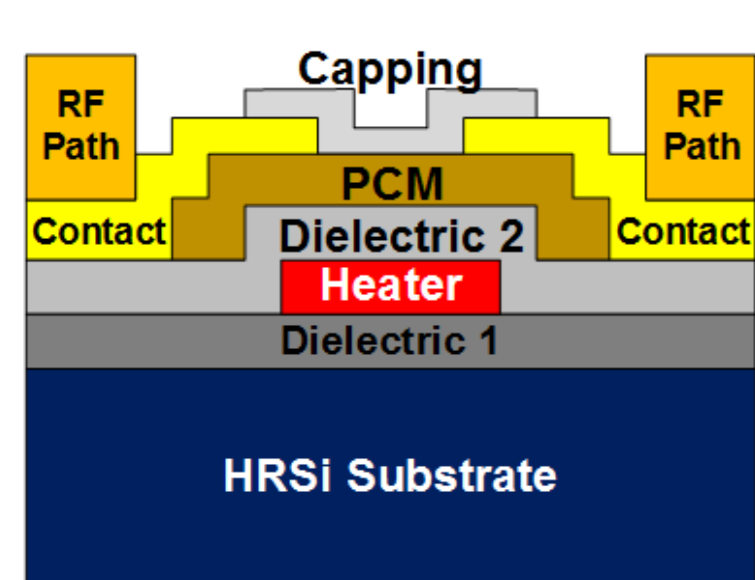 Capping
RF
Path
RF
Path
PCM
Contact
Dielectric 2
Contact
Heater
Dielectric 1
HRSi Substrate